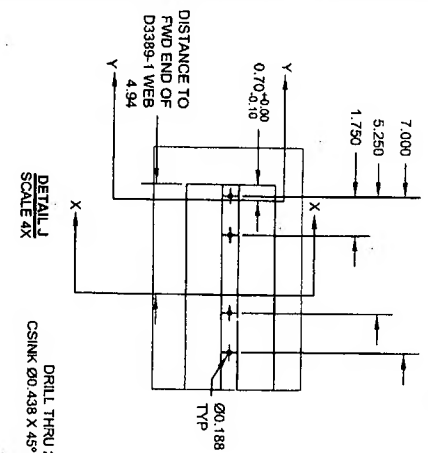 7.000
5.250
1.750
0.70+0.00
-0.10
Y
X
DISTANCE TO
FWD END OF
D3389-1 WEB
4.94
Y
X
Ø0.188
TYP
DETAIL J
SCALE 4X
DRILL THRU
CSINK Ø0.438 X 45°